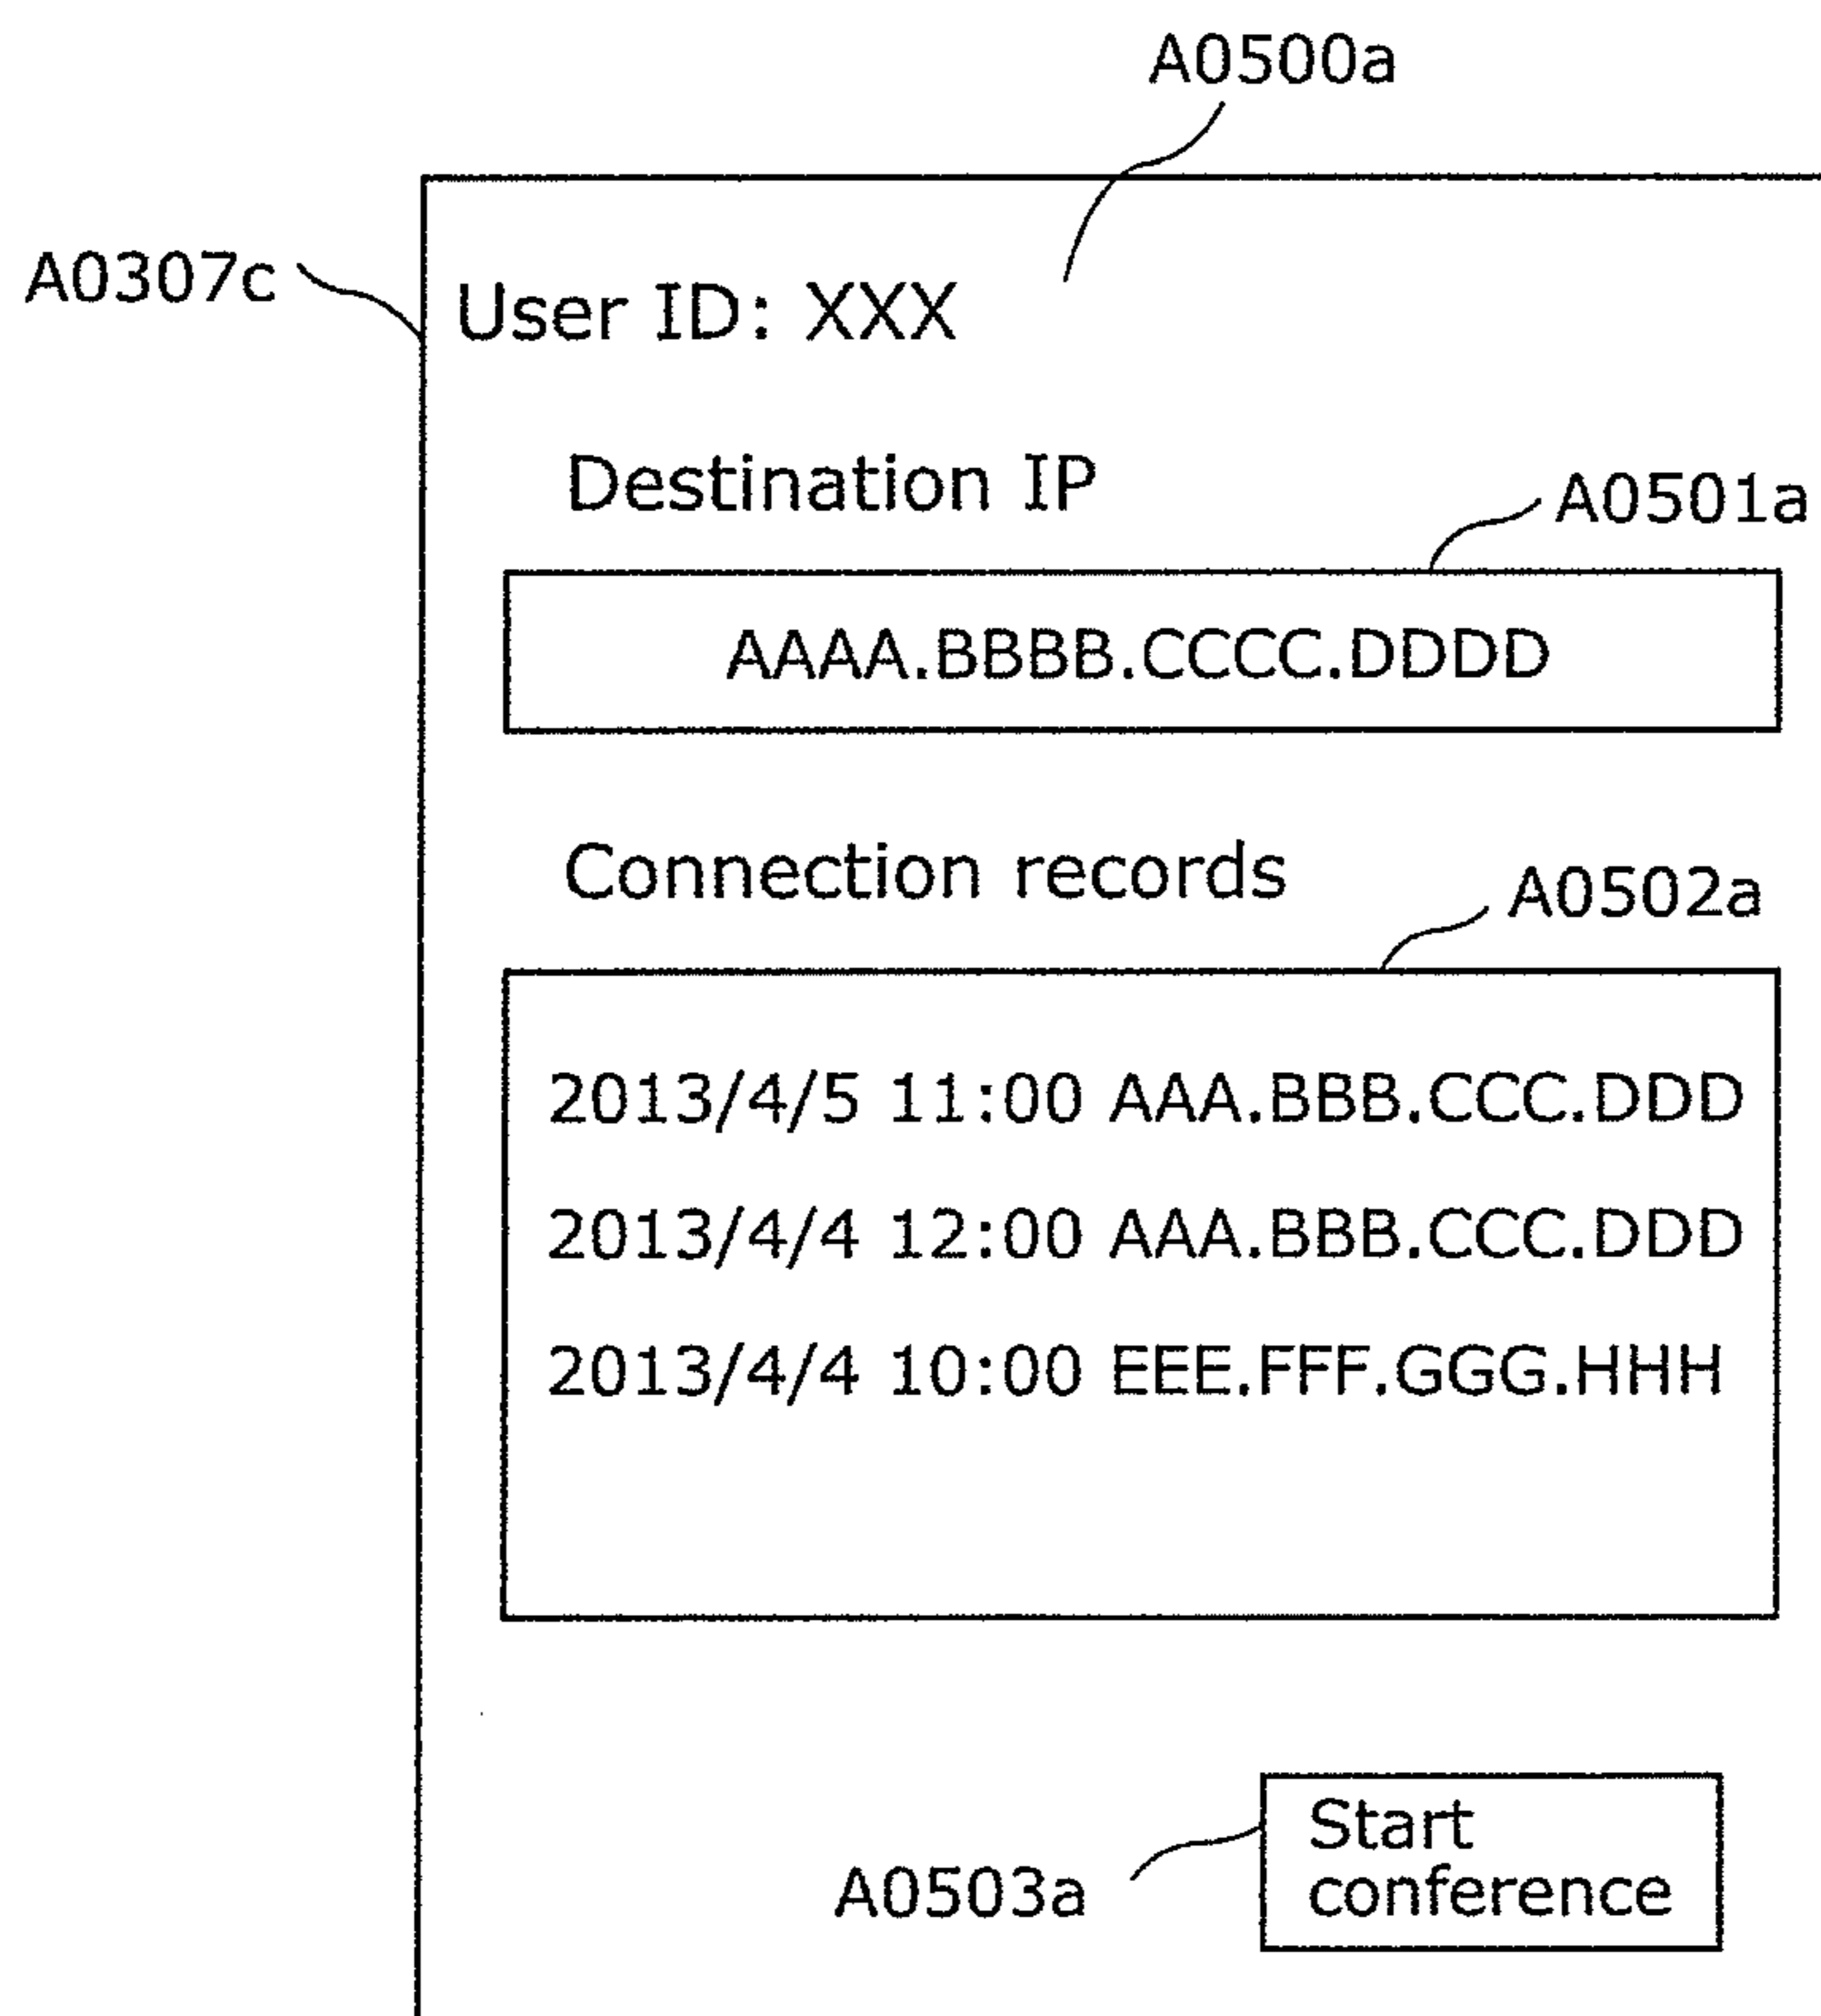 A0500a
A0307c
User ID: XXX
Destination IP
A0501a
AAAA.BBBB.CCCC.DDDD
Connection records
A0502a
2013/4/5 11:00 AAA.BBB.CCC.DDD
2013/4/4 12:00 AAA.BBB.CCC.DDD
2013/4/4 10:00 EEE.FFF.GGG.HHH
Start
conference
A0503a